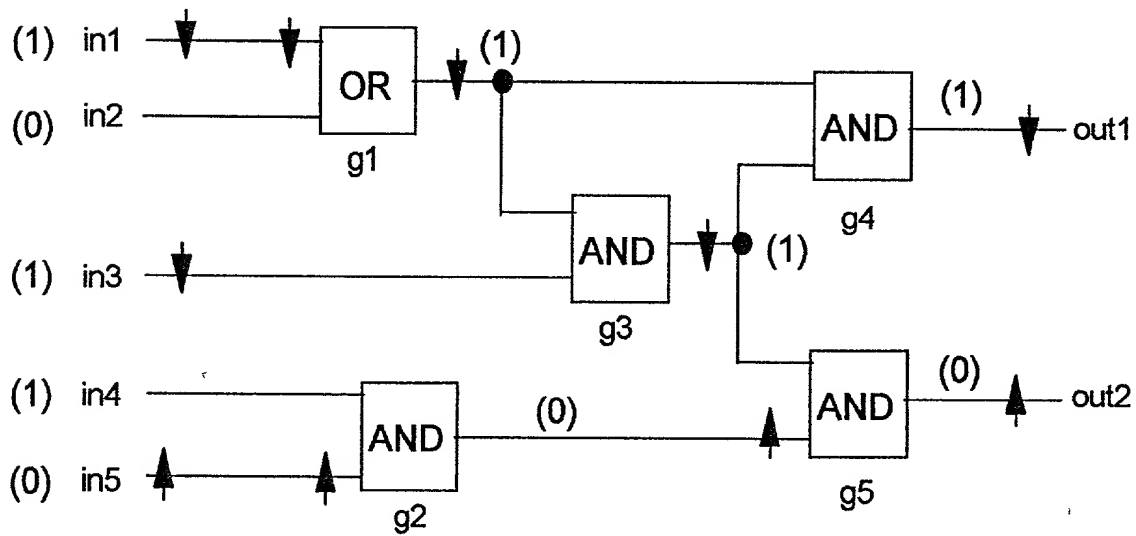 (1) in1
(1)
OR
(1)
AND
out1
(0) in2
g1
g4
AND
(1)
(1) in3
g3
(1) in4
(0)
AND
out2
AND
(0)
(0) in5
g5
g2